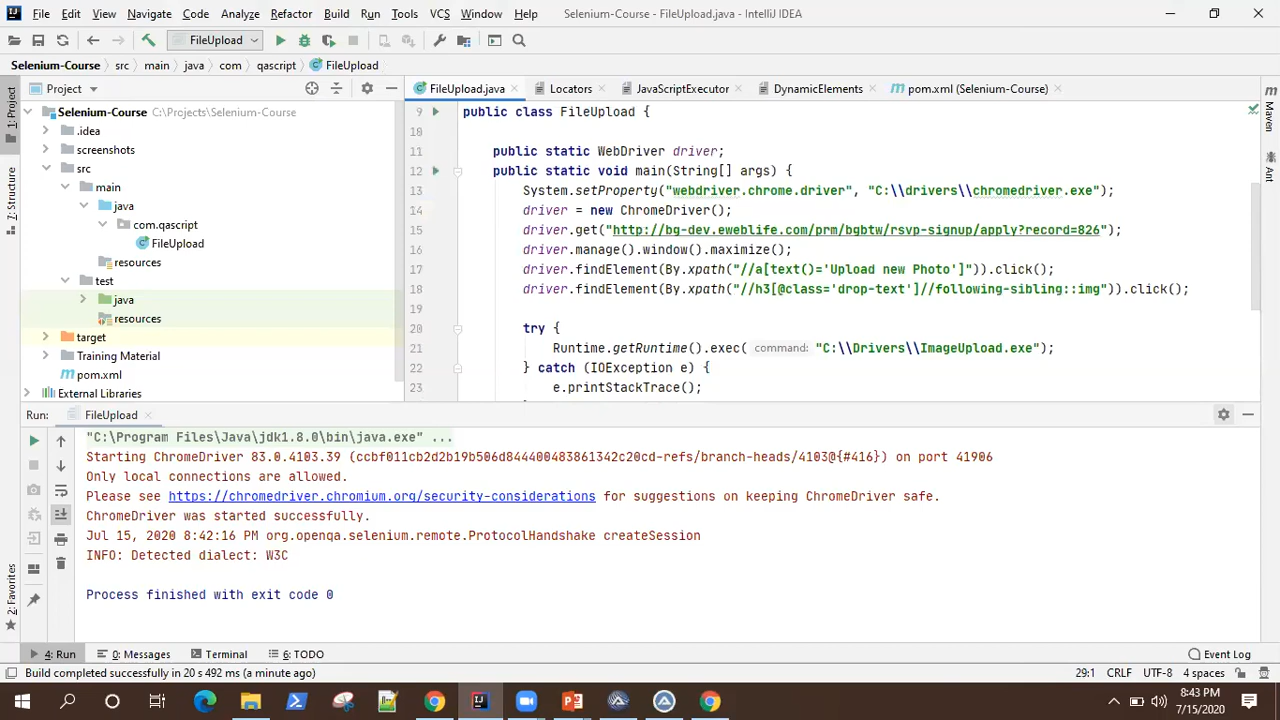 File Edit View Navigate Code Analyze Refactor Build Run Tools VCS Window Help Selenium-Course - FileUpload.java - IntelliJ IDEA
FileUpload
Selenium-Course src main java com qascript FileUpload
Project FileUpload.java Locators JavaScriptExecutor DynamicElements pom.xml (Selenium-Course)
1: Project
7: Structure
2: Favorites
Maven
Ant
Selenium-Course C:\Projects\Selenium-Course
.idea
screenshots
src
main
java
com.qascript
FileUpload
resources
test
java
resources
target
Training Material
pom.xml
External Libraries
9 public class FileUpload {
10
11 public static WebDriver driver;
12 public static void main(String[] args) {
13 System.setProperty("webdriver.chrome.driver", "C:\\drivers\\chromedriver.exe");
14 driver = new ChromeDriver();
15 driver.get("http://bg-dev.eweblife.com/prm/bgbtw/rsvp-signup/apply?record=826");
16 driver.manage().window().maximize();
17 driver.findElement(By.xpath("//a[text()='Upload new Photo']")).click();
18 driver.findElement(By.xpath("//h3[@class='drop-text']//following-sibling::img")).click();
19
20 try {
21 Runtime.getRuntime().exec( command: "C:\\Drivers\\ImageUpload.exe");
22 } catch (IOException e) {
23 e.printStackTrace();
Run: FileUpload
"C:\Program Files\Java\jdk1.8.0\bin\java.exe" ...
Starting ChromeDriver 83.0.4103.39 (ccbf011cb2d2b19b506d844400483861342c20cd-refs/branch-heads/4103@{#416}) on port 41906
Only local connections are allowed.
Please see https://chromedriver.chromium.org/security-considerations for suggestions on keeping ChromeDriver safe.
ChromeDriver was started successfully.
Jul 15, 2020 8:42:16 PM org.openqa.selenium.remote.ProtocolHandshake createSession
INFO: Detected dialect: W3C
Process finished with exit code 0
4: Run 0: Messages Terminal 6: TODO Event Log
Build completed successfully in 20 s 492 ms (a minute ago) 29:1 CRLF UTF-8 4 spaces
8:43 PM
7/15/2020